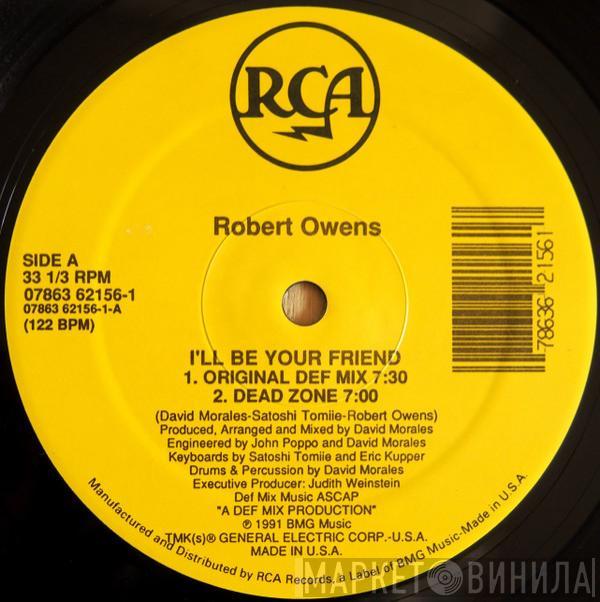 RCA
Robert Owens
SIDE A
33 1/3 RPM
07863 62156-1
07863 62156-1-A
(122 BPM)
78636 21561
I'LL BE YOUR FRIEND
1. ORIGINAL DEF MIX 7:30
2. DEAD ZONE 7:00
(David Morales-Satoshi Tomiie-Robert Owens)
Produced, Arranged and Mixed by David Morales
Engineered by John Poppo and David Morales
Keyboards by Satoshi Tomiie and Eric Kupper
Drums & Percussion by David Morales
Executive Producer: Judith Weinstein
Def Mix Music ASCAP
"A DEF MIX PRODUCTION"
℗ 1991 BMG Music
TMK(s)® GENERAL ELECTRIC CORP.-U.S.A.
MADE IN U.S.A.
Manufactured and Distributed by RCA Records, a Label of BMG Music-Made in U.S.A.
МАРКЕТ ВИНИЛА